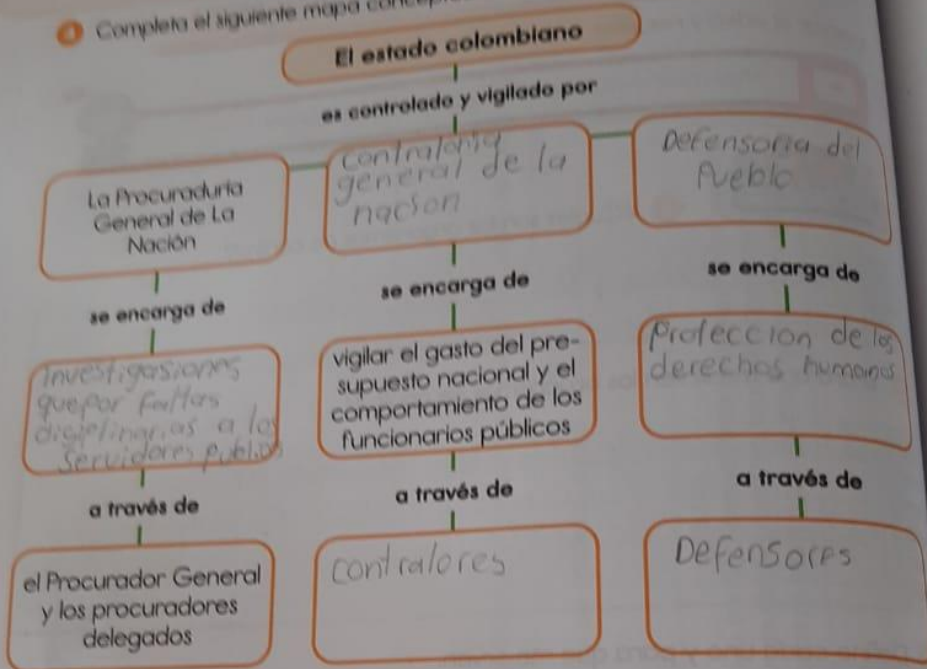 4 Completa el siguiente mapa
El estado colombiano
es controlado y vigilado por
La Procuraduría
General de La
Nación
se encarga de
investigasiones
que por faltas
disiplinarias a los
Servidores publicos
a través de
el Procurador General
y los procuradores
delegados
contraloria
general de la
nacion
se encarga de
vigilar el gasto del pre-
supuesto nacional y el
comportamiento de los
funcionarios públicos
a través de
contralores
Defensoria del
Pueblo
se encarga de
Proteccion de los
derechos humanos
a través de
Defensores